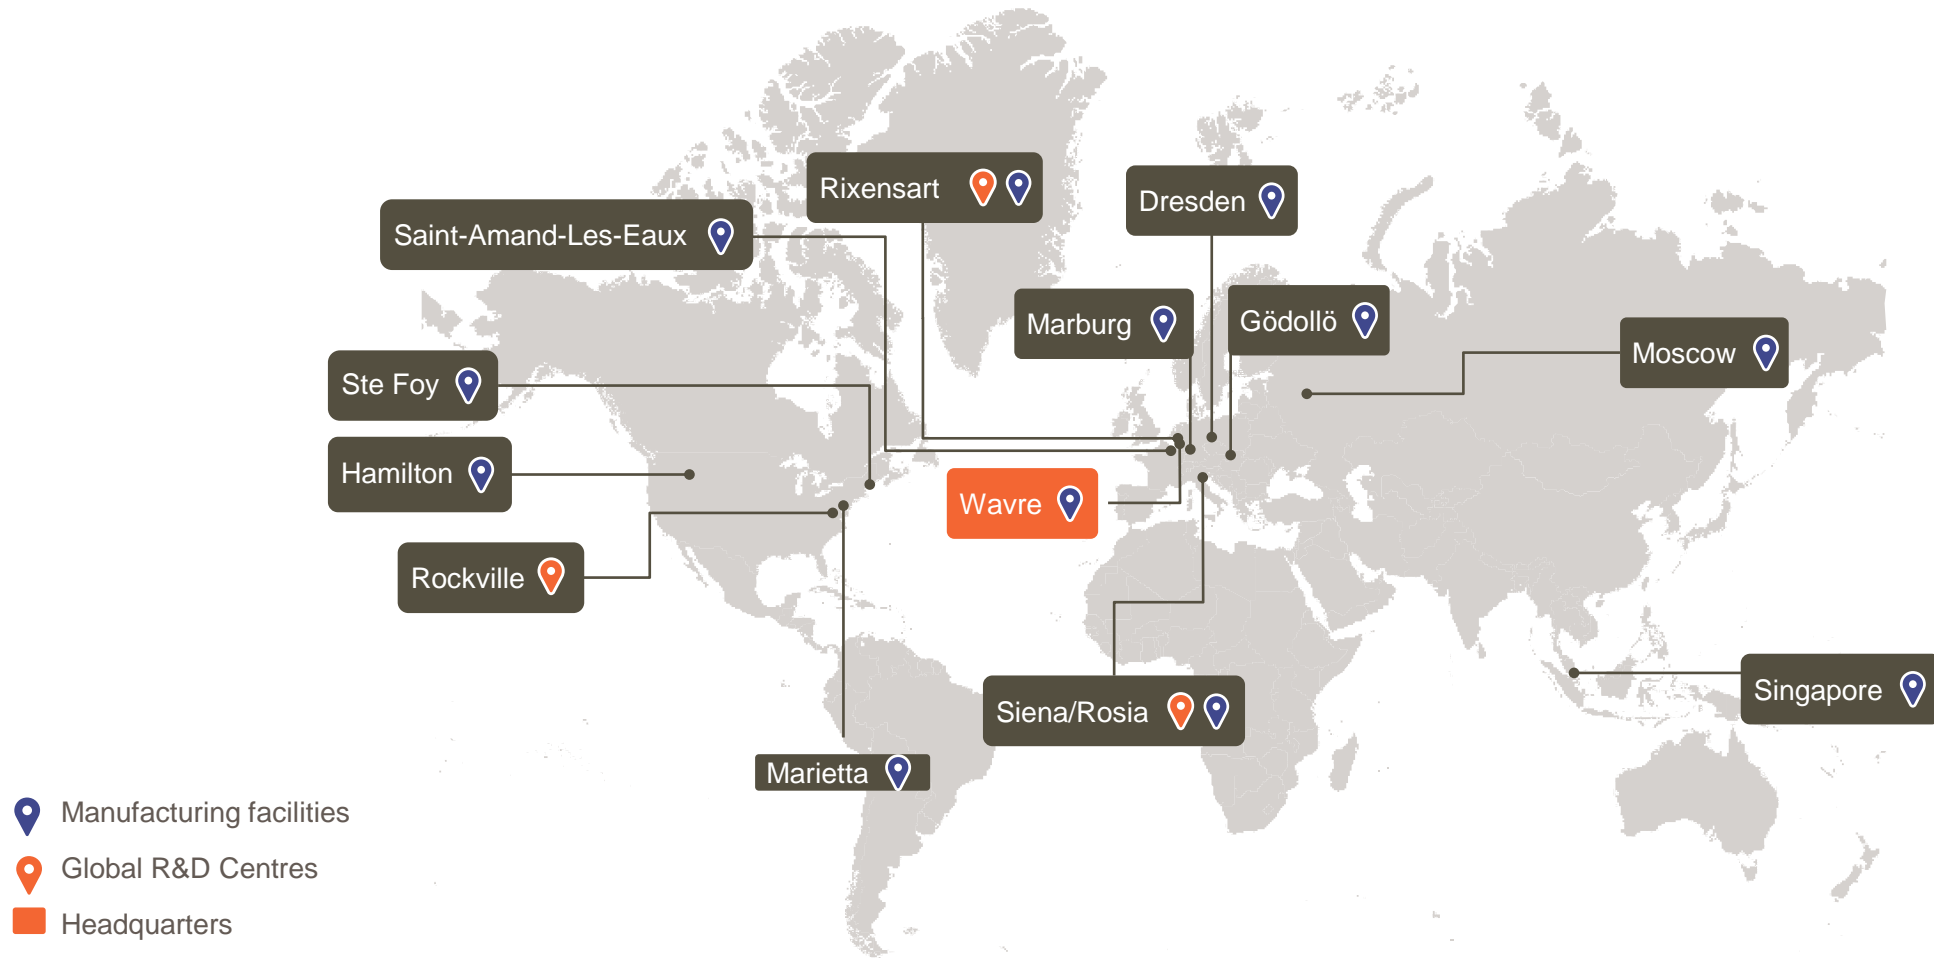 Rixensart
Dresden
Saint-Amand-Les-Eaux
Marburg
Gödollö
Moscow
Ste Foy
Hamilton
Wavre
Rockville
Siena/Rosia
Singapore
Marietta
Manufacturing facilities
Global R&D Centres
Headquarters